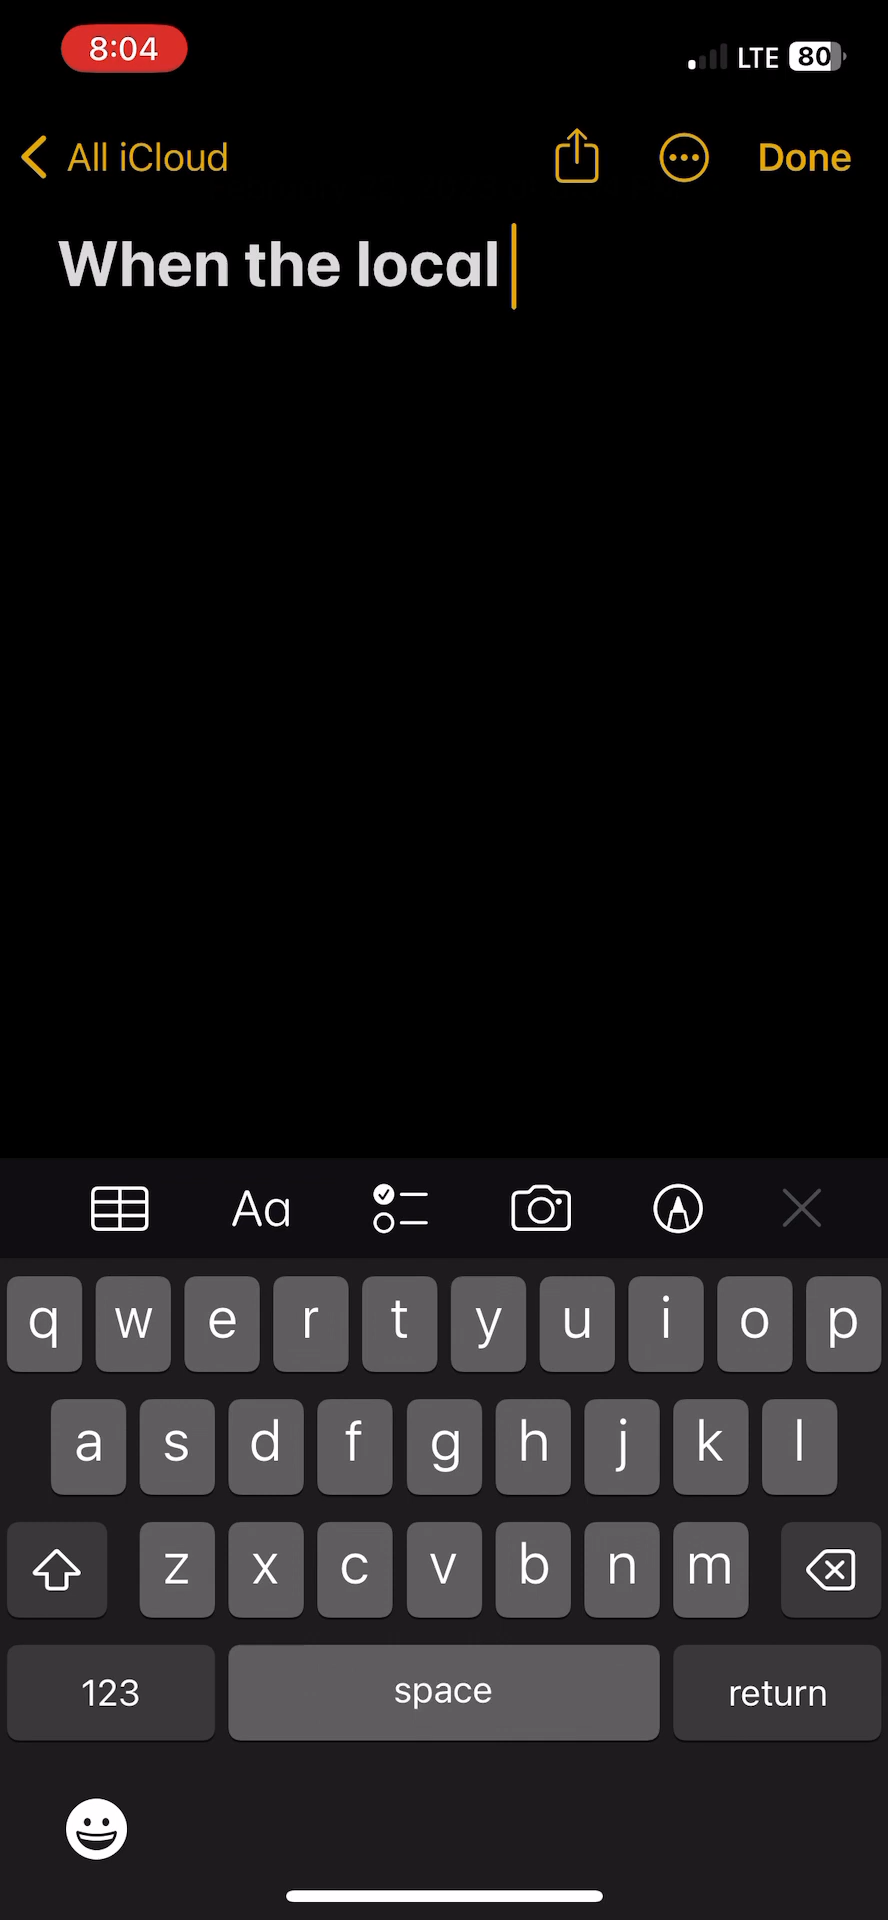 8:04 LTE 80
All iCloud Done
When the local
Aa
q w e r t y u i o p
a s d f g h j k l
z x c v b n m
123 space return